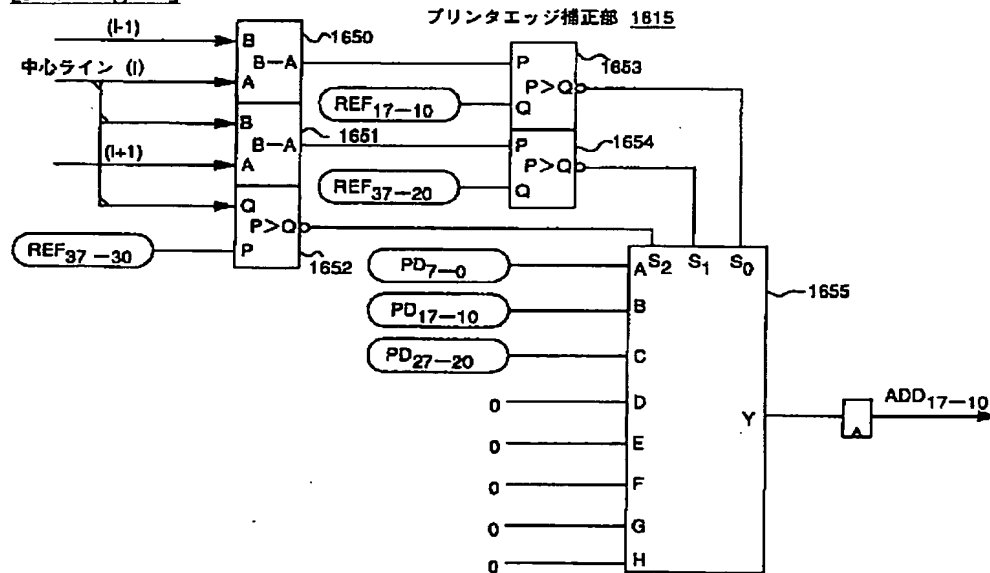 プリンタエッジ補正部 1615
(I-1)
B
B-A
A
1650
中心ライン (I)
B
B-A
A
1651
(I+1)
Q
P>Q
P
1652
REF37-30
REF17-10
P
P>Q
Q
1653
REF37-20
P
P>Q
Q
1654
S2 S1 S0
1655
PD7-0
A
PD17-10
B
PD27-20
C
0
D
0
E
0
F
0
G
0
H
Y
ADD17-10